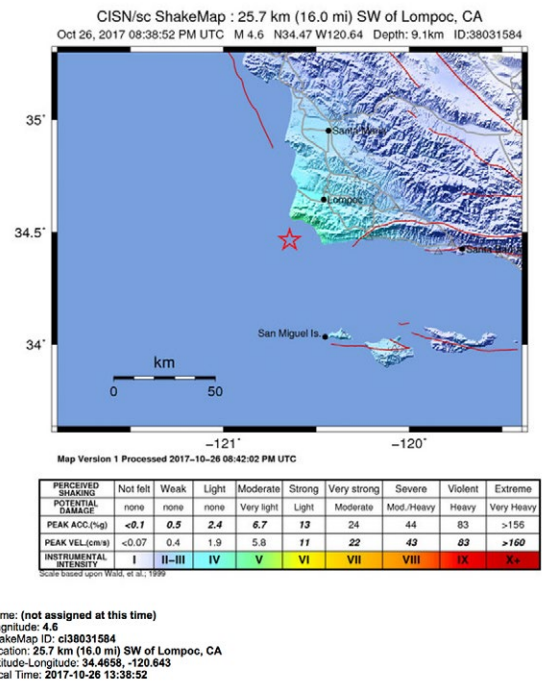 CISN/sc ShakeMap : 25.7 km (16.0 mi) SW of Lompoc, CA
Oct 26, 2017 08:38:52 PM UTC M 4.6 N34.47 W120.64 Depth: 9.1km ID:38031584
35˚
Lompoc
34.5˚
Santa
San Miguel Is.
34˚
km
0 50
−121˚ −120˚
Map Version 1 Processed 2017−10−26 08:42:02 PM UTC
PERCEIVED SHAKING Not felt Weak Light Moderate Strong Very strong Severe Violent Extreme
POTENTIAL DAMAGE none none none Very light Light Moderate Mod./Heavy Heavy Very Heavy
PEAK ACC.(%g) <0.1 0.5 2.4 6.7 13 24 44 83 >156
PEAK VEL.(cm/s) <0.07 0.4 1.9 5.8 11 22 43 83 >160
INSTRUMENTAL INTENSITY I II−III IV V VI VII VIII IX X+
Scale based upon Wald, et al.; 1999
me: (not assigned at this time)
gnitude: 4.6
akeMap ID: ci38031584
cation: 25.7 km (16.0 mi) SW of Lompoc, CA
itude-Longitude: 34.4658, -120.643
cal Time: 2017-10-26 13:38:52